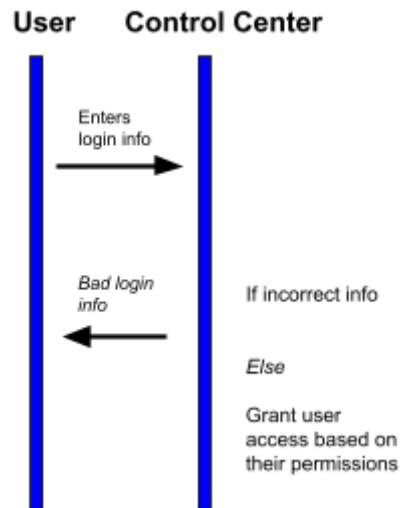 User Control Center
Enters
login info
Bad login
info
If incorrect info
Else
Grant user
access based on
their permissions